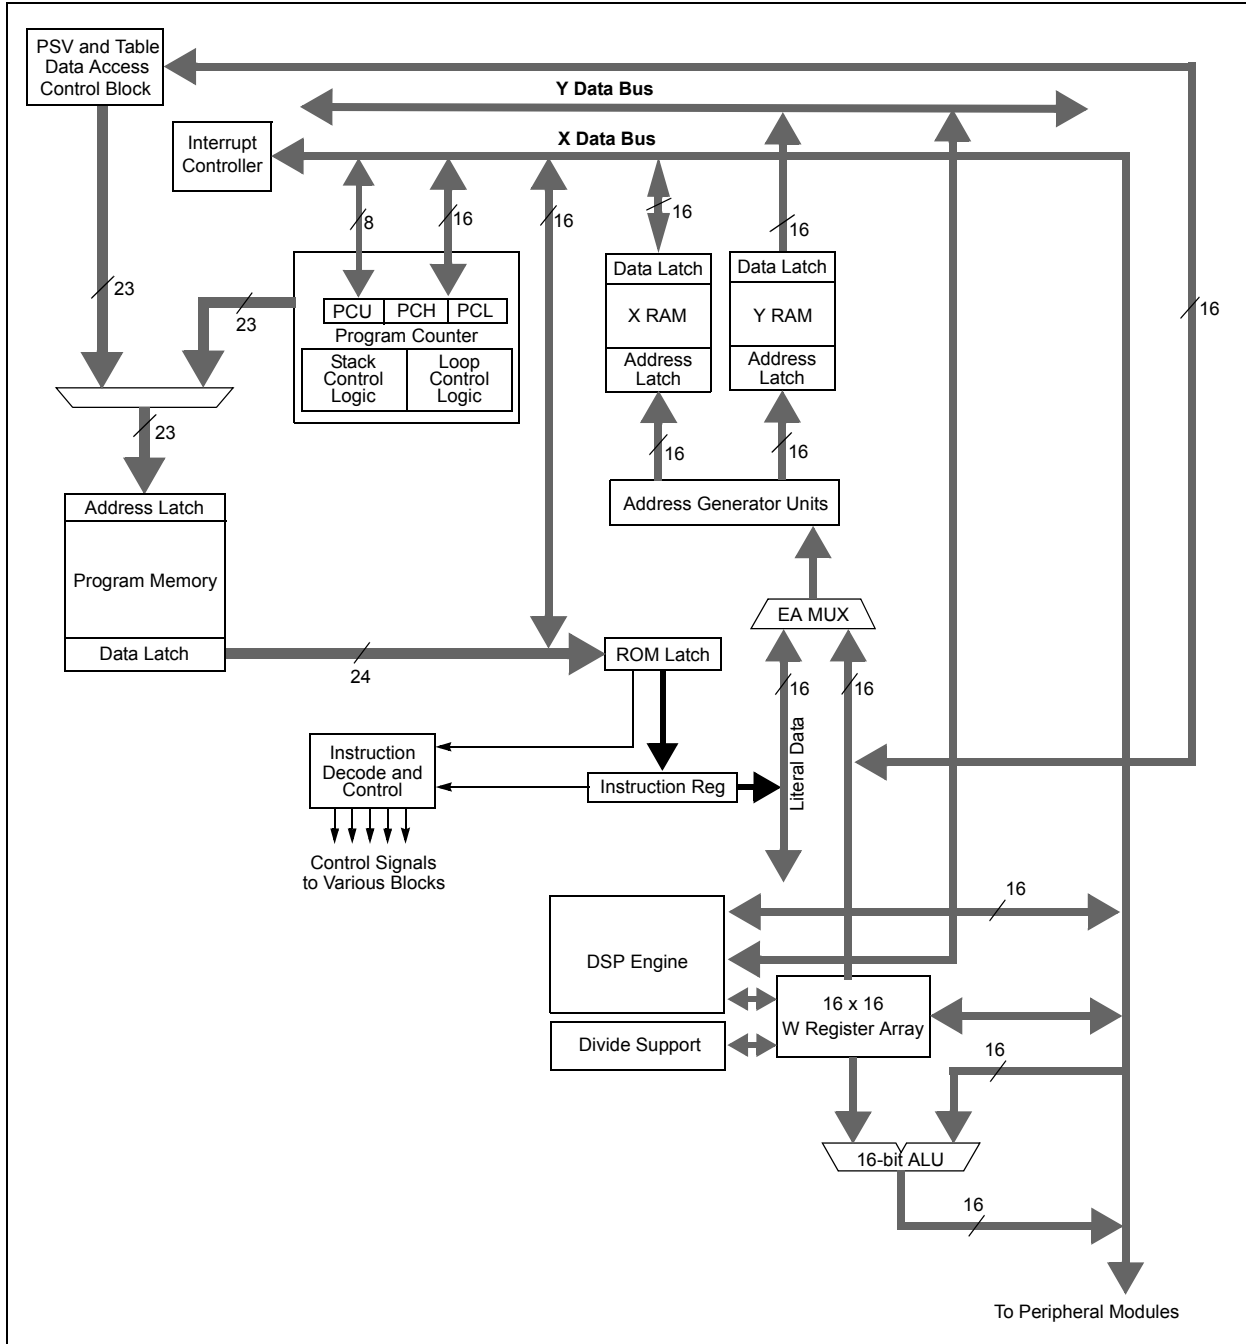 PSV and Table
Data Access
Control Block
Y Data Bus
X Data Bus
Interrupt
Controller
8
16
16
16
16
16
23
23
PCU
PCH
PCL
Program Counter
Stack
Control
Logic
Loop
Control
Logic
Data Latch
X RAM
Address
Latch
Data Latch
Y RAM
Address
Latch
23
16
16
Address Generator Units
Address Latch
Program Memory
Data Latch
24
ROM Latch
EA MUX
16
16
Literal Data
Instruction
Decode and
Control
Instruction Reg
Control Signals
to Various Blocks
16
DSP Engine
16 x 16
W Register Array
Divide Support
16
16-bit ALU
16
To Peripheral Modules